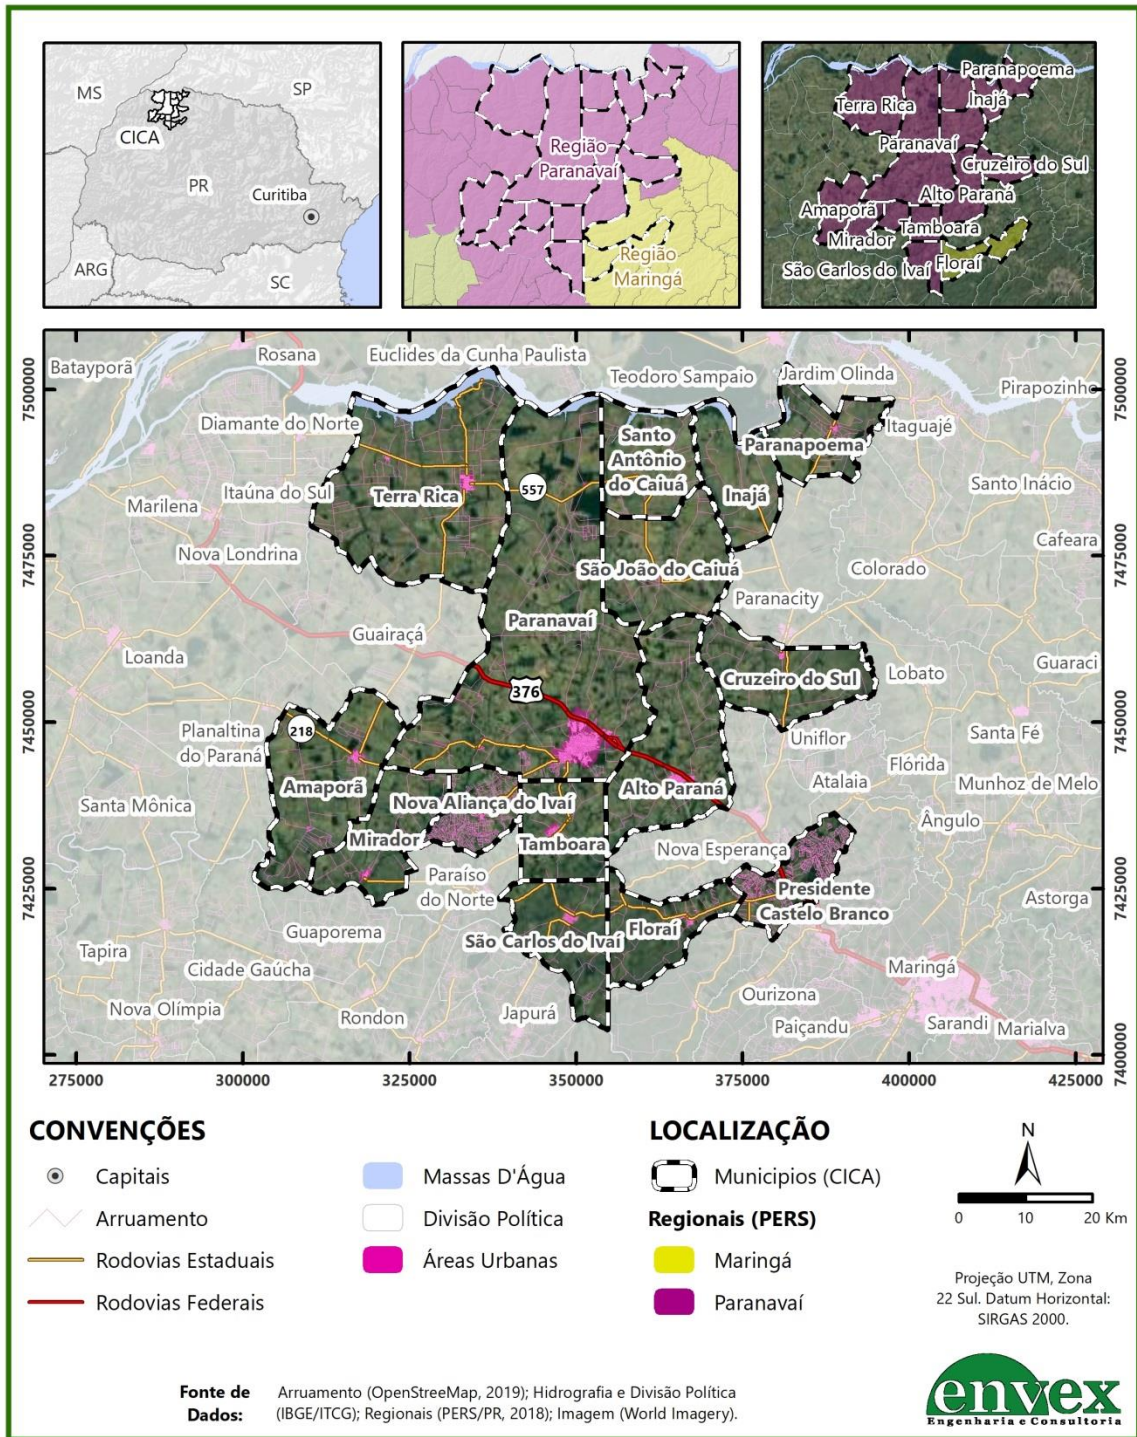 MS
SP
CICA
PR
Curitiba
ARG
SC
Região
Paranavaí
Região
Maringá
Paranapoema
Terra Rica
Inajá
Paranavaí
Cruzeiro do Sul
Alto Paraná
Amaporã
Tamboara
Mirador
Floraí
São Carlos do Ivaí
Batayporã
Rosana
Euclides da Cunha Paulista
Teodoro Sampaio
Jardim Olinda
Pirapozinho
7500000
7500000
Diamante do Norte
Santo
Antônio
do Caiuá
Paranapoema
Itaguajé
Terra Rica
557
Inajá
Itaúna do Sul
Santo Inácio
Marilena
Nova Londrina
7475000
7475000
Cafeara
São João do Caiuá
Colorado
Paranacity
Guairaçá
Paranavaí
Loanda
Cruzeiro do Sul
Lobato
Guaraci
376
Planaltina
do Paraná
218
7450000
7450000
Uniflor
Santa Fé
Flórida
Amaporã
Nova Aliança do Ivaí
Alto Paraná
Atalaia
Munhoz de Melo
Santa Mônica
Ângulo
Mirador
Tamboara
Nova Esperança
Paraíso
do Norte
7425000
7425000
Presidente
Castelo Branco
Astorga
Guaporema
São Carlos do Ivaí
Floraí
Tapira
Cidade Gaúcha
Maringá
Nova Olímpia
Rondon
Japurá
Ourizona
Paiçandu
Sarandi
Marialva
7400000
275000
300000
325000
350000
375000
400000
425000
CONVENÇÕES
Capitais
Arruamento
Rodovias Estaduais
Rodovias Federais
Massas D'Água
Divisão Política
Áreas Urbanas
LOCALIZAÇÃO
Municipios (CICA)
Regionais (PERS)
Maringá
Paranavaí
N
0 10 20 Km
Projeção UTM, Zona
22 Sul. Datum Horizontal:
SIRGAS 2000.
Fonte de Dados: Arruamento (OpenStreeMap, 2019); Hidrografia e Divisão Política
(IBGE/ITCG); Regionais (PERS/PR, 2018); Imagem (World Imagery).
envex
Engenharia e Consultoria